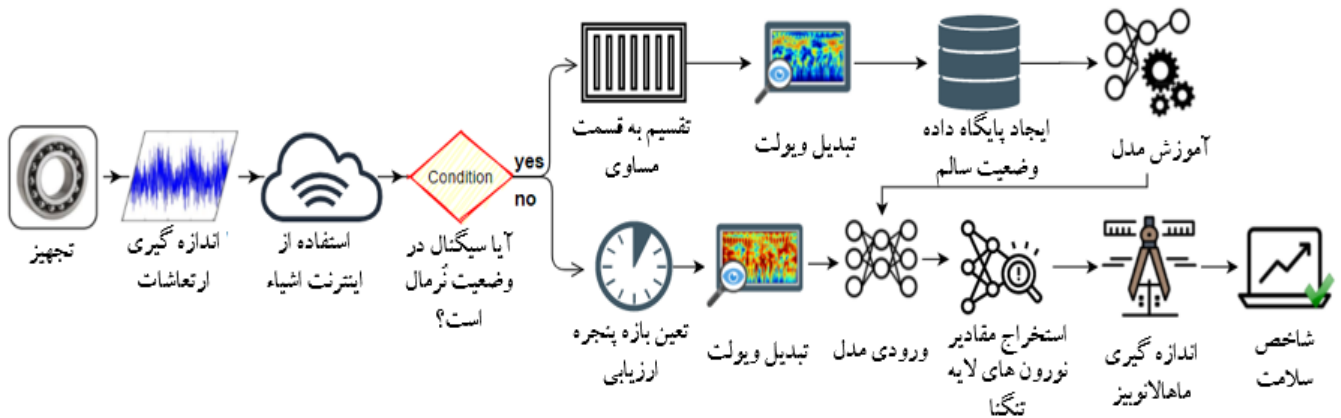 تجهیز
اندازه گیری
ارتعاشات
استفاده از
اینترنت اشیاء
Condition
yes
no
آیا سیگنال در
وضعیت نُرمال
است؟
تقسیم به قسمت
مساوی
تبدیل ویولت
ایجاد پایگاه داده
وضعیت سالم
آموزش مدل
تعین بازه پنجره
ارزیابی
تبدیل ویولت
ورودی مدل
استخراج مقادیر
نورون های لایه
تنگنا
اندازه گیری
ماهالانوبیز
شاخص
سلامت